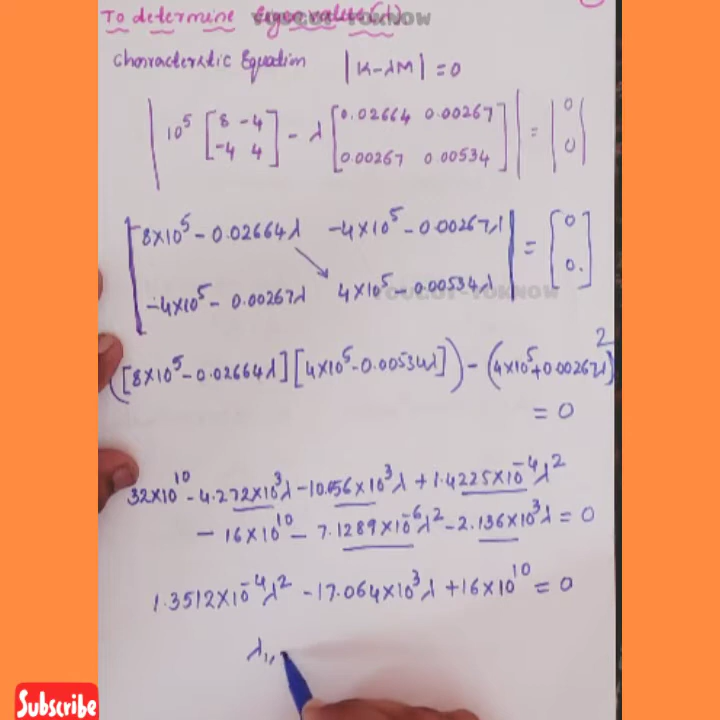 To determine Eigen values (λ)
Characteristic Equation |K-λM| = 0
| 10^5 [8 -4; -4 4] - λ [0.02664 0.00267; 0.00267 0.00534] | = |0; 0|
8×10^5 - 0.02664λ -4×10^5 - 0.00267λ = [0
-4×10^5 - 0.00267λ 4×10^5 - 0.00534λ 0.]
YOUGOT-TOKNOW
([8×10^5 - 0.02664λ][4×10^5 - 0.00534λ]) - (4×10^5 + 0.00267λ)^2
= 0
32×10^10 - 4.272×10^3λ - 10.656×10^3λ + 1.4225×10^-4λ^2
- 16×10^10 - 7.1289×10^-6λ^2 - 2.136×10^3λ = 0
1.3512×10^-4λ^2 - 17.064×10^3λ + 16×10^10 = 0
λ1,
Subscribe